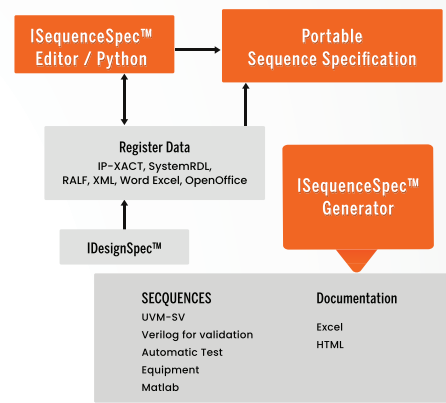 ISequenceSpec™
Editor / Python
Portable
Sequence Specification
Register Data
IP-XACT, SystemRDL,
RALF, XML, Word Excel, OpenOffice
ISequenceSpec™
Generator
IDesignSpec™
SECQUENCES
UVM-SV
Verilog for validation
Automatic Test
Equipment
Matlab
Documentation
Excel
HTML